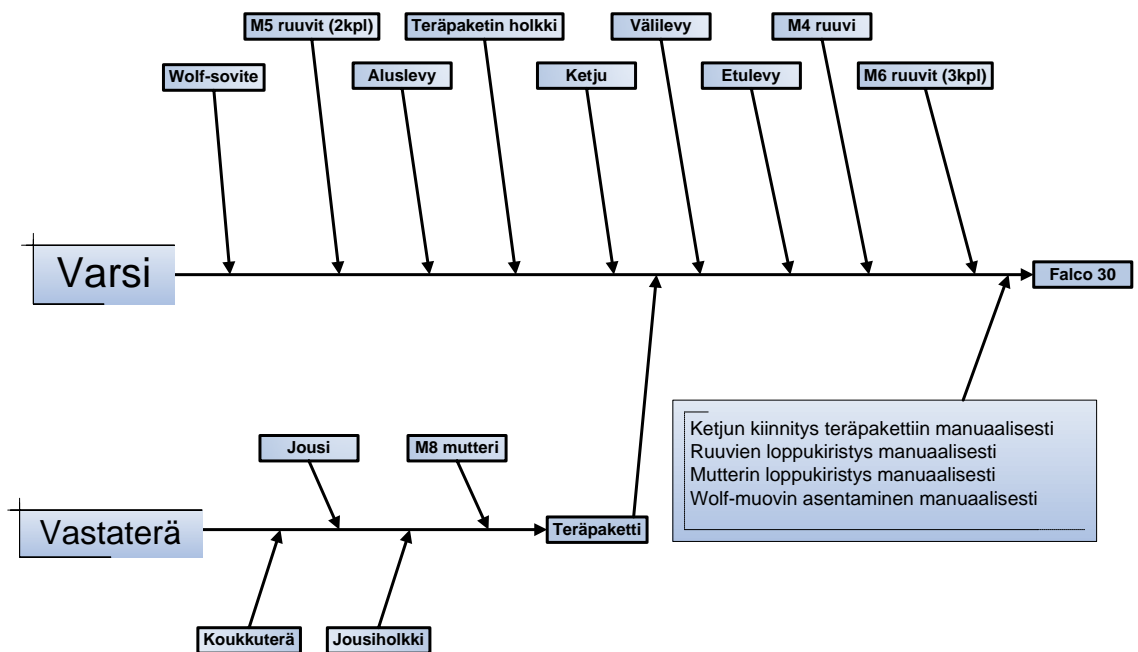 M5 ruuvit (2kpl)
Teräpaketin holkki
Välilevy
M4 ruuvi
Wolf-sovite
Aluslevy
Ketju
Etulevy
M6 ruuvit (3kpl)
Varsi
Falco 30
Ketjun kiinnitys teräpakettiin manuaalisesti
Ruuvien loppukiristys manuaalisesti
Mutterin loppukiristys manuaalisesti
Wolf-muovin asentaminen manuaalisesti
Jousi
M8 mutteri
Vastaterä
Teräpaketti
Koukkuterä
Jousiholkki